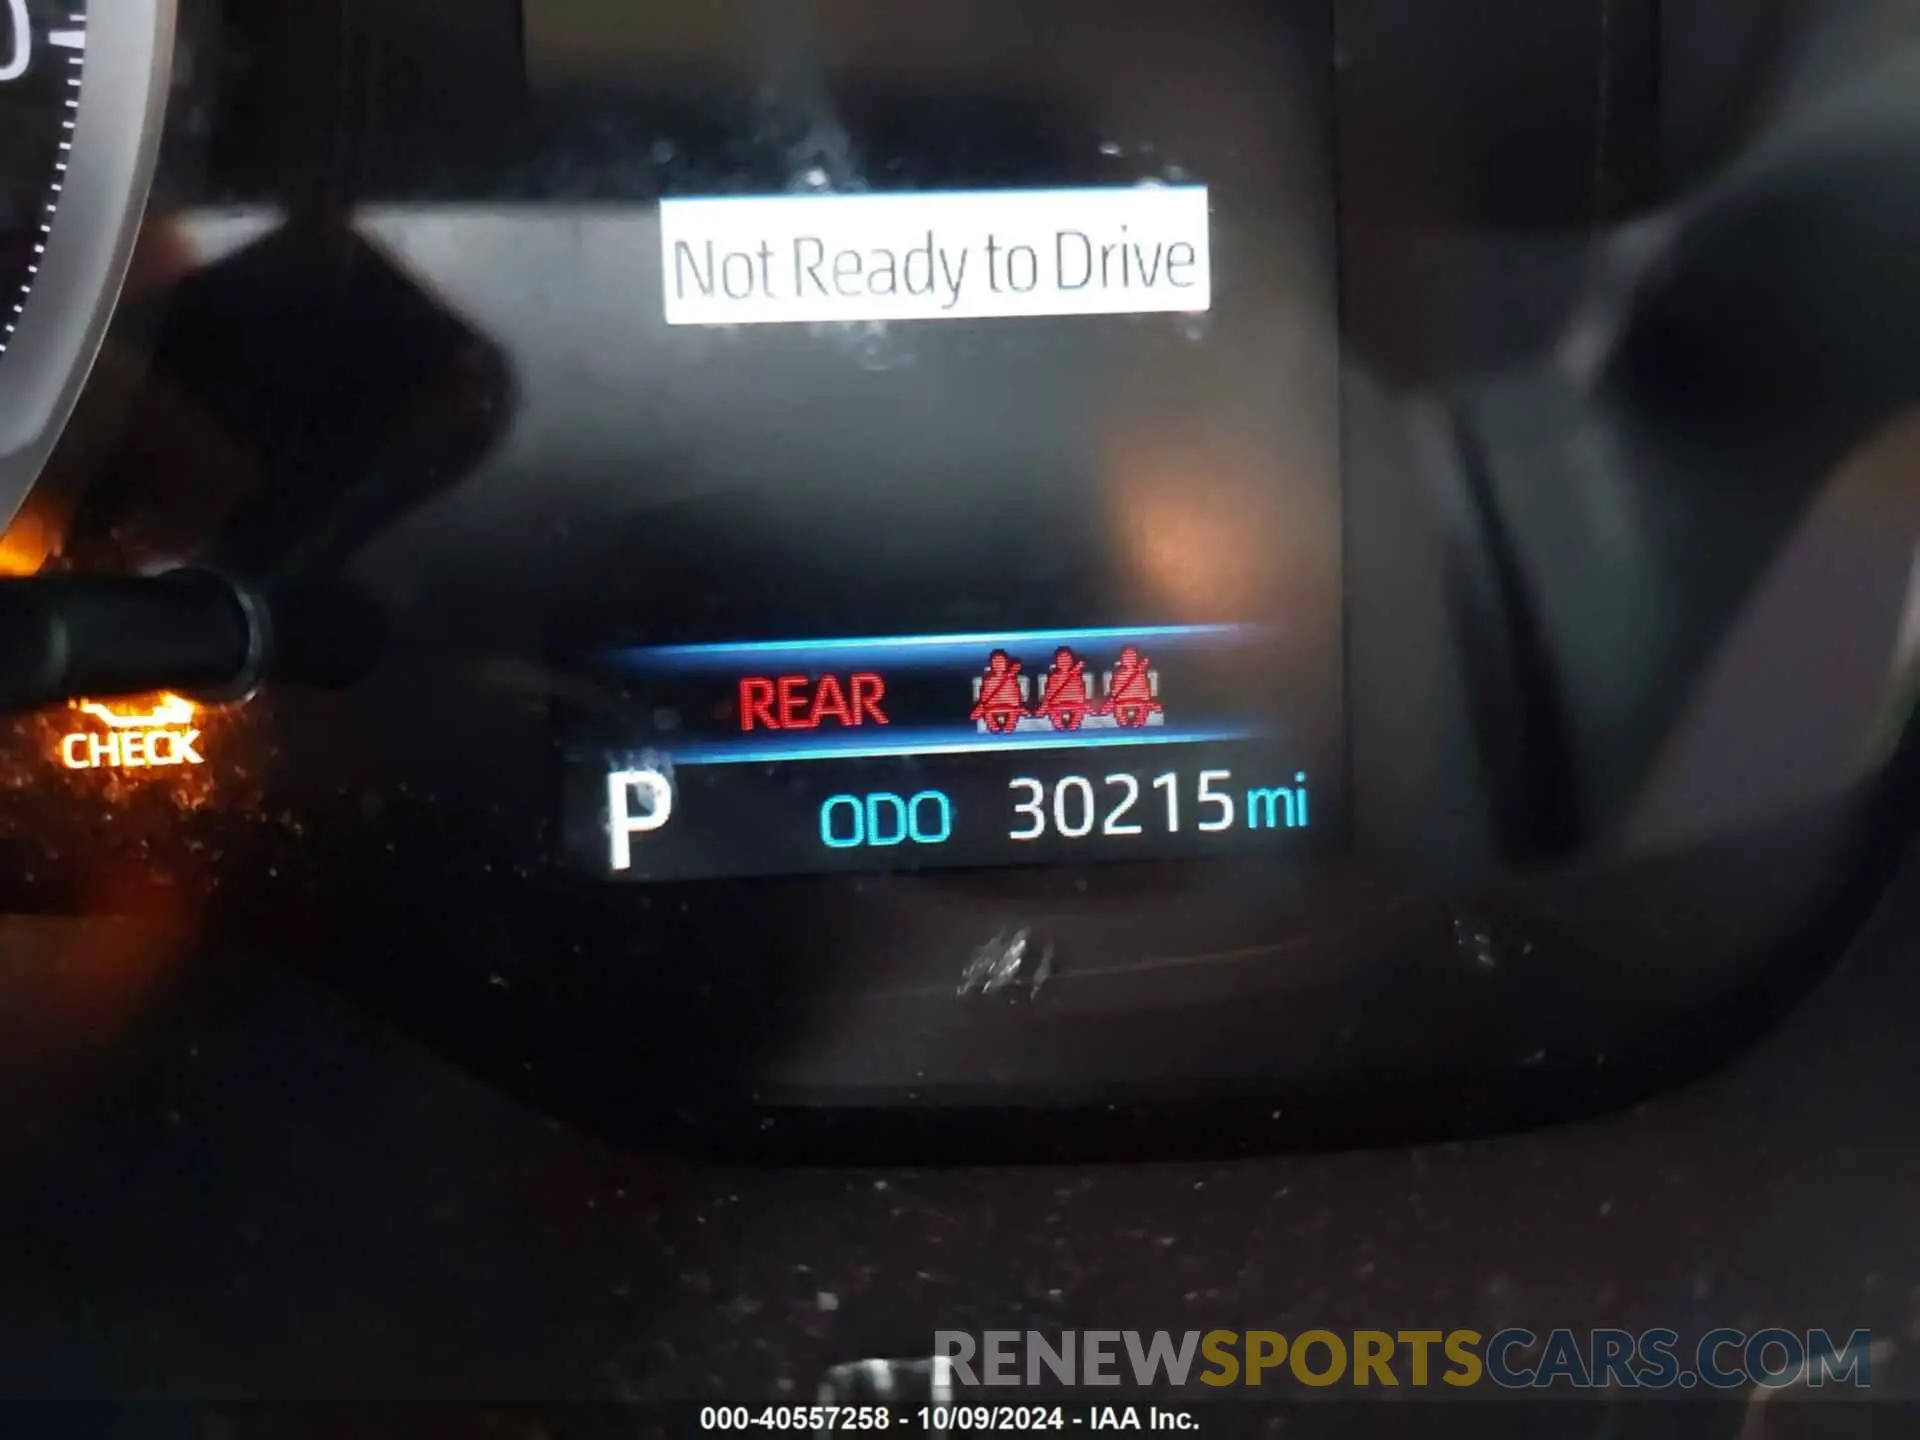 Not Ready to Drive
REAR
CHECK
P ODO 30215 mi
RENEWSPORTSCARS.COM
000-40557258 - 10/09/2024 - IAA Inc.